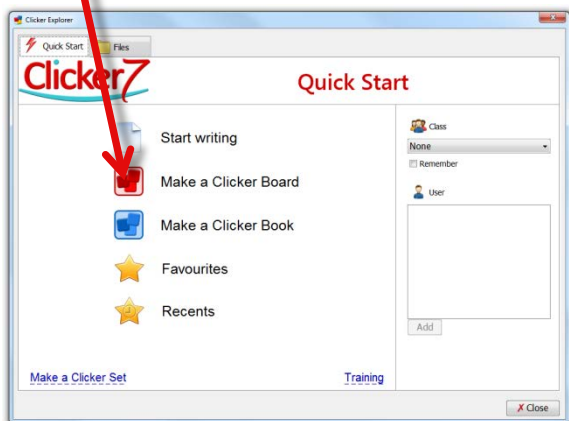 Clicker Explorer
Quick Start Files
Clicker7
Quick Start
Start writing
Make a Clicker Board
Make a Clicker Book
Favourites
Recents
Make a Clicker Set
Training
Class
None
Remember
User
Add
Close